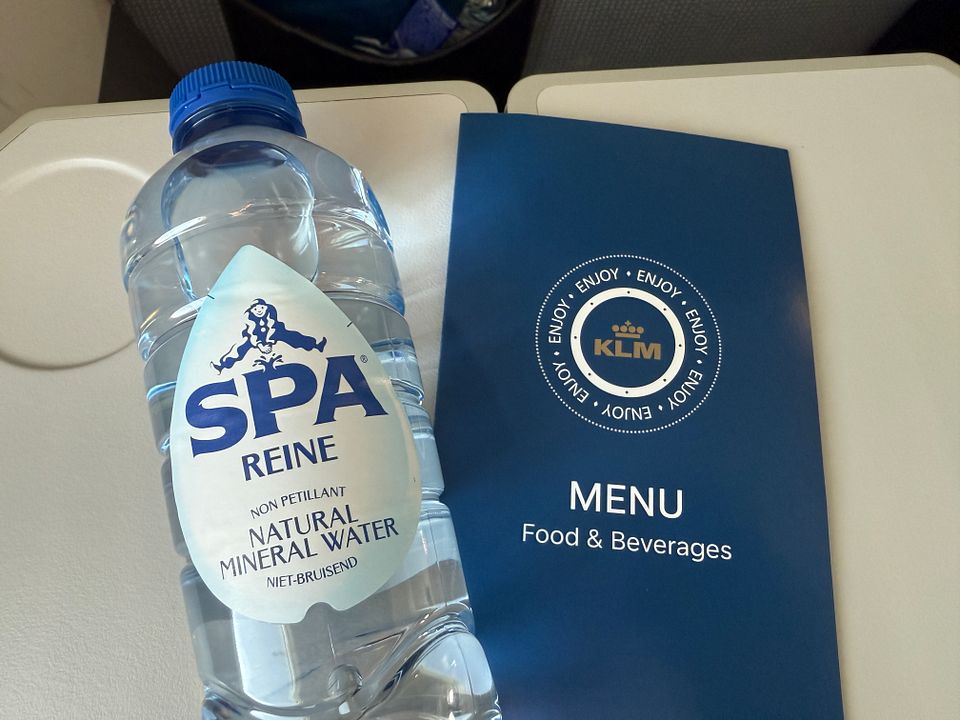 SPA®
REINE
NON PETILLANT
NATURAL
MINERAL WATER
NIET-BRUISEND
ENJOY • ENJOY • ENJOY • ENJOY • ENJOY • ENJOY •
KLM
MENU
Food & Beverages